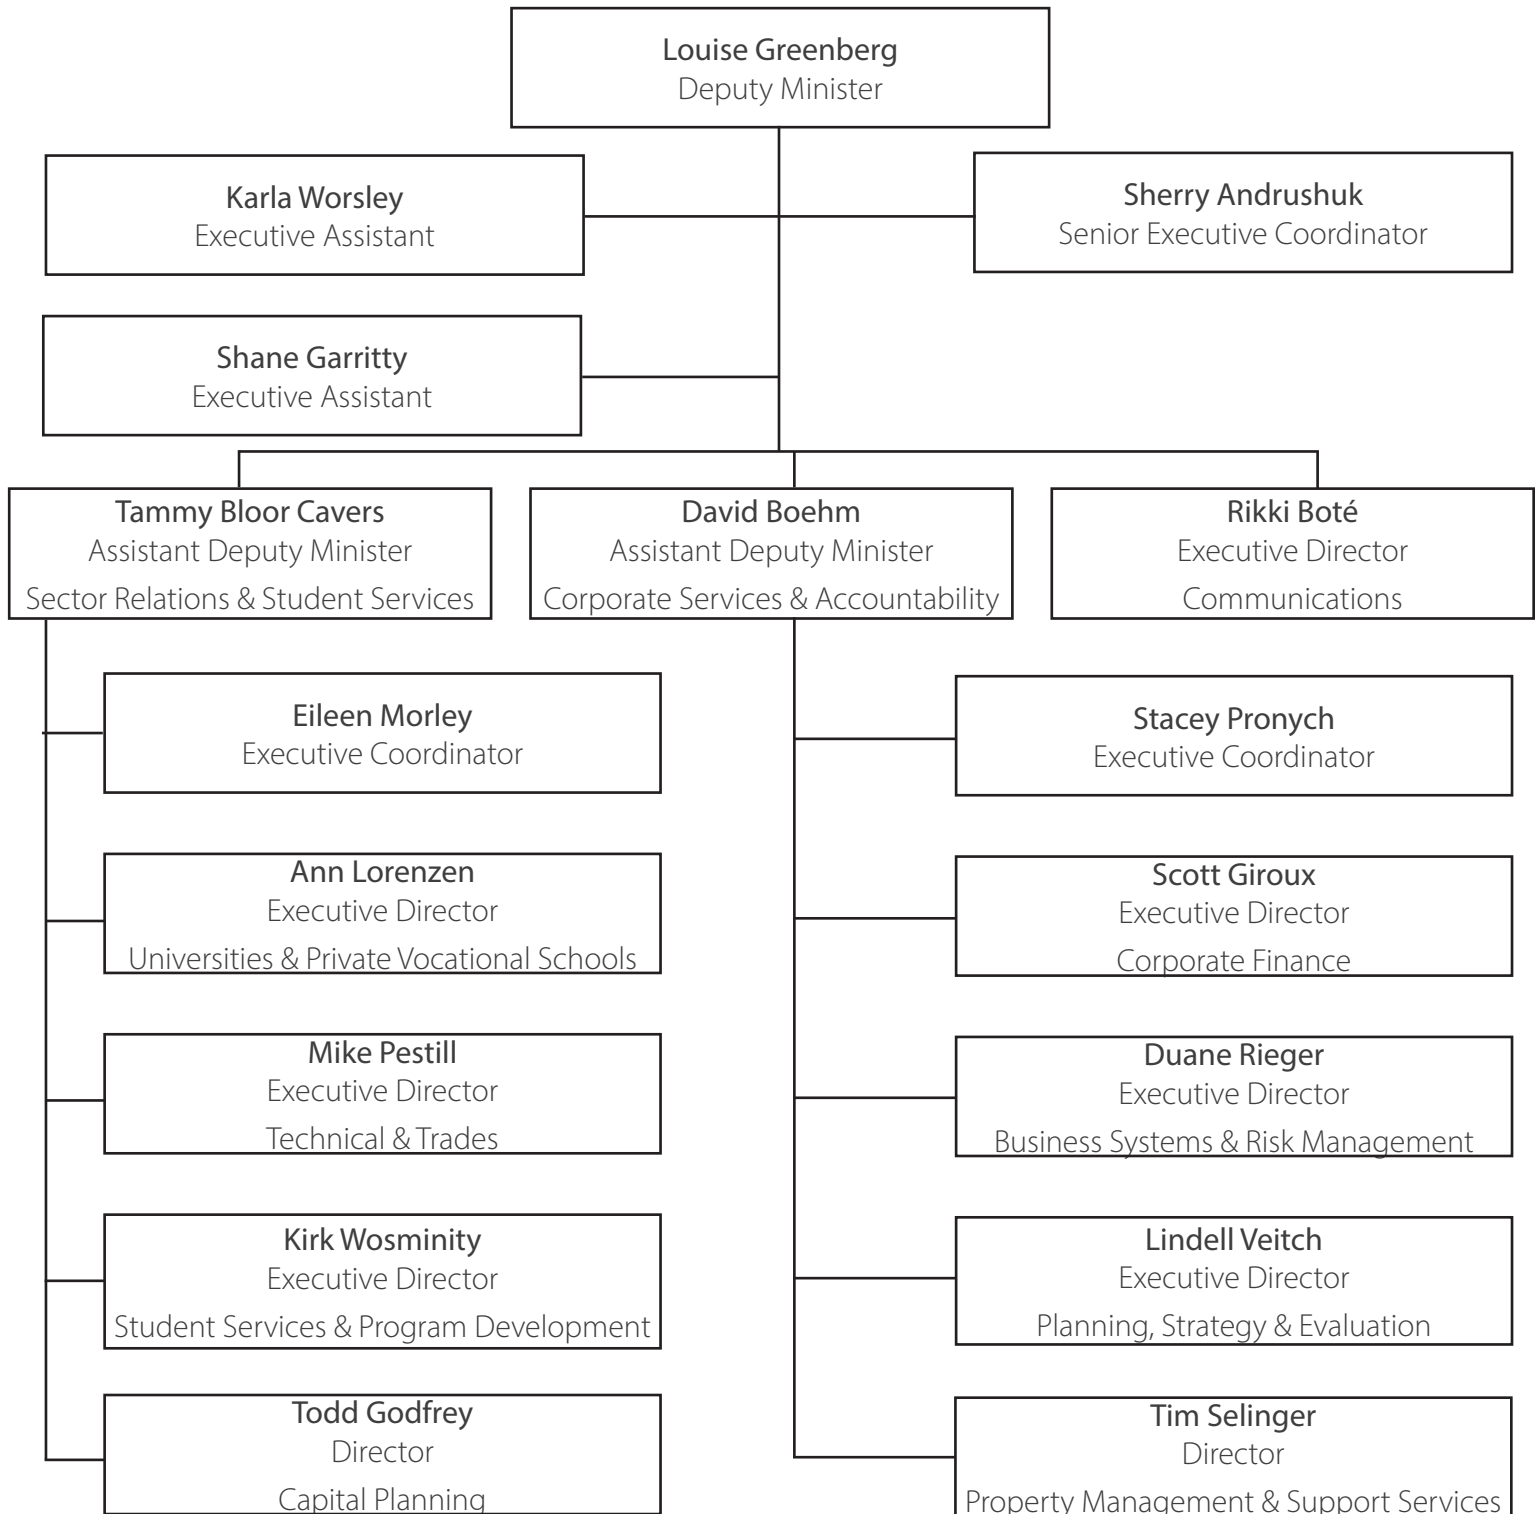 Louise Greenberg
Deputy Minister
Karla Worsley
Executive Assistant
Sherry Andrushuk
Senior Executive Coordinator
Shane Garritty
Executive Assistant
Tammy Bloor Cavers
Assistant Deputy Minister
Sector Relations & Student Services
David Boehm
Assistant Deputy Minister
Corporate Services & Accountability
Rikki Boté
Executive Director
Communications
Eileen Morley
Executive Coordinator
Ann Lorenzen
Executive Director
Universities & Private Vocational Schools
Mike Pestill
Executive Director
Technical & Trades
Kirk Wosminity
Executive Director
Student Services & Program Development
Todd Godfrey
Director
Capital Planning
Stacey Pronych
Executive Coordinator
Scott Giroux
Executive Director
Corporate Finance
Duane Rieger
Executive Director
Business Systems & Risk Management
Lindell Veitch
Executive Director
Planning, Strategy & Evaluation
Tim Selinger
Director
Property Management & Support Services